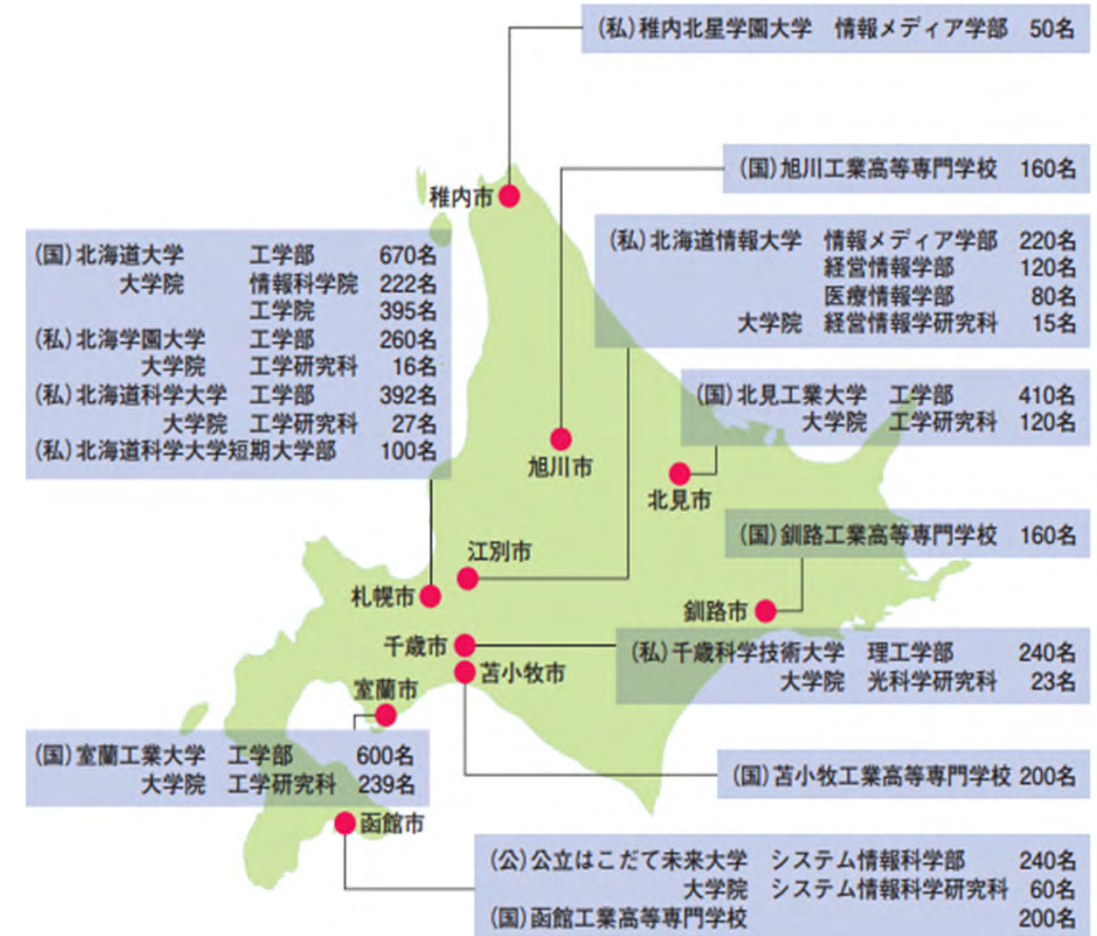 (私)稚内北星学園大学 情報メディア学部 50名
(国)旭川工業高等専門学校 160名
稚内市
(私)北海道情報大学 情報メディア学部 220名
経営情報学部 120名
医療情報学部 80名
大学院 経営情報学研究科 15名
(国)北海道大学 工学部 670名
大学院 情報科学院 222名
工学院 395名
(私)北海学園大学 工学部 260名
大学院 工学研究科 16名
(私)北海道科学大学 工学部 392名
大学院 工学研究科 27名
(私)北海道科学大学短期大学部 100名
(国)北見工業大学 工学部 410名
大学院 工学研究科 120名
旭川市
北見市
(国)釧路工業高等専門学校 160名
江別市
札幌市
釧路市
千歳市
(私)千歳科学技術大学 理工学部 240名
大学院 光科学研究科 23名
苫小牧市
室蘭市
(国)室蘭工業大学 工学部 600名
大学院 工学研究科 239名
(国)苫小牧工業高等専門学校 200名
函館市
(公)公立はこだて未来大学 システム情報科学部 240名
大学院 システム情報科学研究科 60名
(国)函館工業高等専門学校 200名